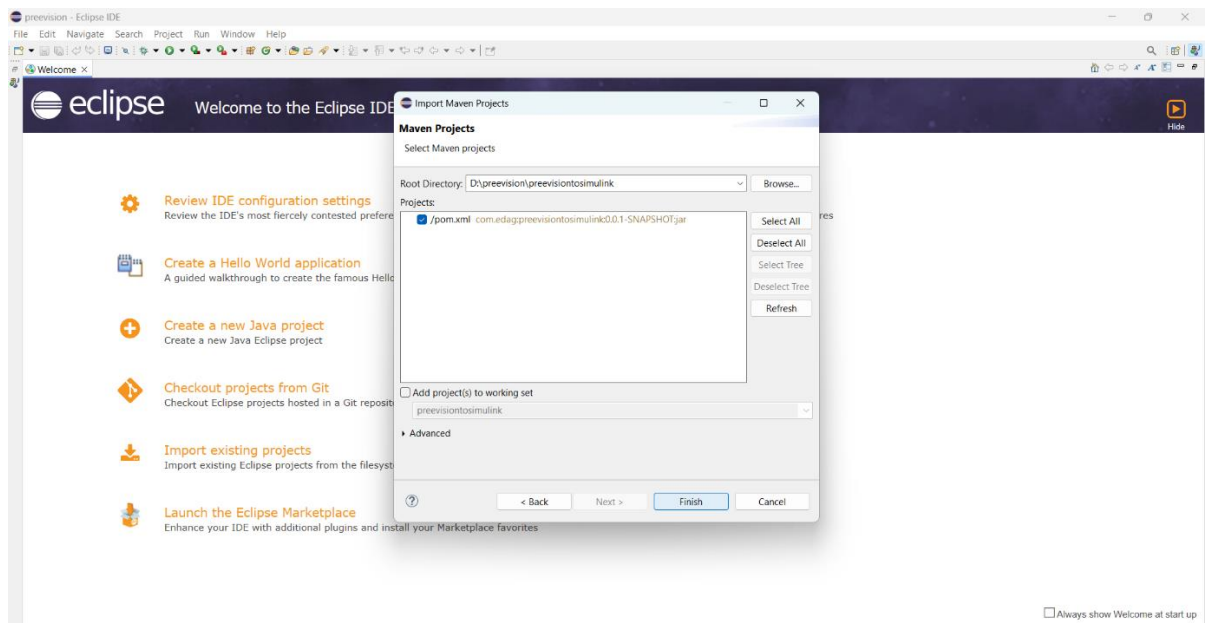 preevision - Eclipse IDE
File Edit Navigate Search Project Run Window Help
Welcome
eclipse Welcome to the Eclipse IDE
Hide
Review IDE configuration settings
Review the IDE's most fiercely contested prefere
res
Create a Hello World application
A guided walkthrough to create the famous Hello
Create a new Java project
Create a new Java Eclipse project
Checkout projects from Git
Checkout Eclipse projects hosted in a Git reposit
Import existing projects
Import existing Eclipse projects from the filesyst
Launch the Eclipse Marketplace
Enhance your IDE with additional plugins and install your Marketplace favorites
Import Maven Projects
Maven Projects
Select Maven projects
Root Directory: D:\preevision\preevisiontosimulink Browse...
Projects:
/pom.xml com.edag:preevisiontosimulink:0.0.1-SNAPSHOT:jar
Select All
Deselect All
Select Tree
Deselect Tree
Refresh
Add project(s) to working set
preevisiontosimulink
Advanced
? < Back Next > Finish Cancel
Always show Welcome at start up